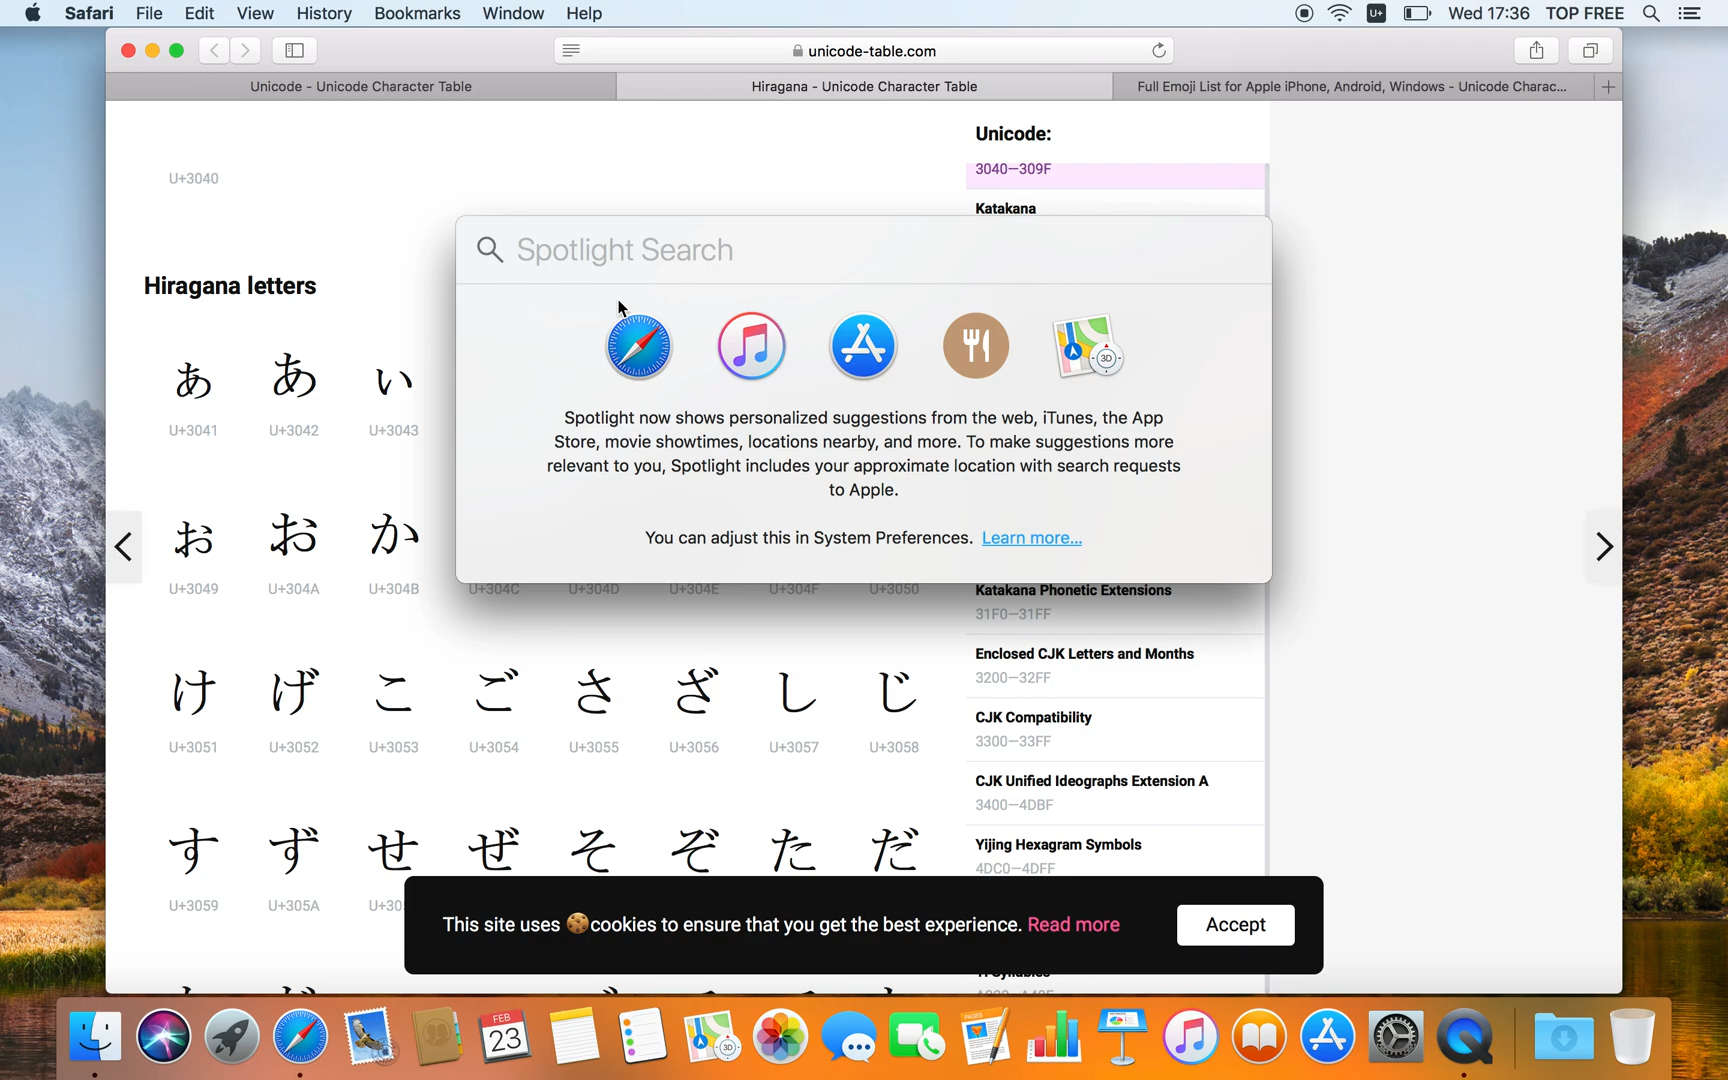 Safari File Edit View History Bookmarks Window Help
U+ Wed 17:36 TOP FREE
unicode-table.com
Unicode - Unicode Character Table
Hiragana - Unicode Character Table
Full Emoji List for Apple iPhone, Android, Windows - Unicode Charac...
U+3040
Hiragana letters
あ あ い
U+3041 U+3042 U+3043
お お か
U+3049 U+304A U+304B U+304C U+304D U+304E U+304F U+3050
け げ こ ご さ ざ し じ
U+3051 U+3052 U+3053 U+3054 U+3055 U+3056 U+3057 U+3058
す ず せ ぜ そ ぞ た だ
U+3059 U+305A
Unicode:
3040—309F
Katakana
Katakana Phonetic Extensions
31F0—31FF
Enclosed CJK Letters and Months
3200—32FF
CJK Compatibility
3300—33FF
CJK Unified Ideographs Extension A
3400—4DBF
Yijing Hexagram Symbols
4DC0—4DFF
Spotlight Search
3D
Spotlight now shows personalized suggestions from the web, iTunes, the App
Store, movie showtimes, locations nearby, and more. To make suggestions more
relevant to you, Spotlight includes your approximate location with search requests
to Apple.
You can adjust this in System Preferences. Learn more...
This site uses 🍪cookies to ensure that you get the best experience. Read more
Accept
FEB
23
3D
PAGES